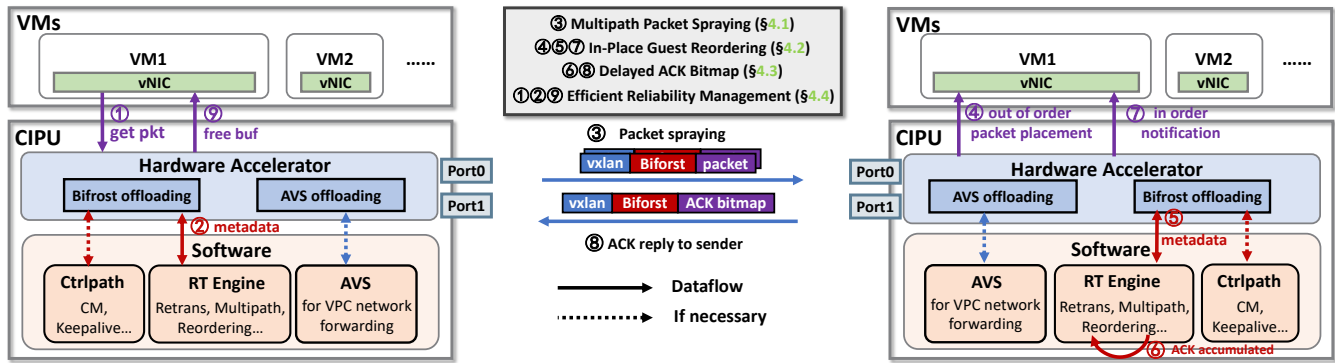 VMs
VM1
vNIC
VM2
vNIC
……
① get pkt
⑨ free buf
CIPU
Hardware Accelerator
Bifrost offloading
AVS offloading
Port0
Port1
② metadata
Software
Ctrlpath
CM,
Keepalive...
RT Engine
Retrans, Multipath,
Reordering...
AVS
for VPC network
forwarding
③ Multipath Packet Spraying (§4.1)
④⑤⑦ In-Place Guest Reordering (§4.2)
⑥⑧ Delayed ACK Bitmap (§4.3)
①②⑨ Efficient Reliability Management (§4.4)
③ Packet spraying
vxlan Biforst packet
vxlan Biforst ACK bitmap
⑧ ACK reply to sender
Dataflow
If necessary
VMs
VM1
vNIC
VM2
vNIC
……
④ out of order
packet placement
⑦ in order
notification
CIPU
Hardware Accelerator
Port0
Port1
AVS offloading
Bifrost offloading
⑤
metadata
Software
AVS
for VPC network
forwarding
RT Engine
Retrans, Multipath,
Reordering...
Ctrlpath
CM,
Keepalive...
⑥ ACK accumulated